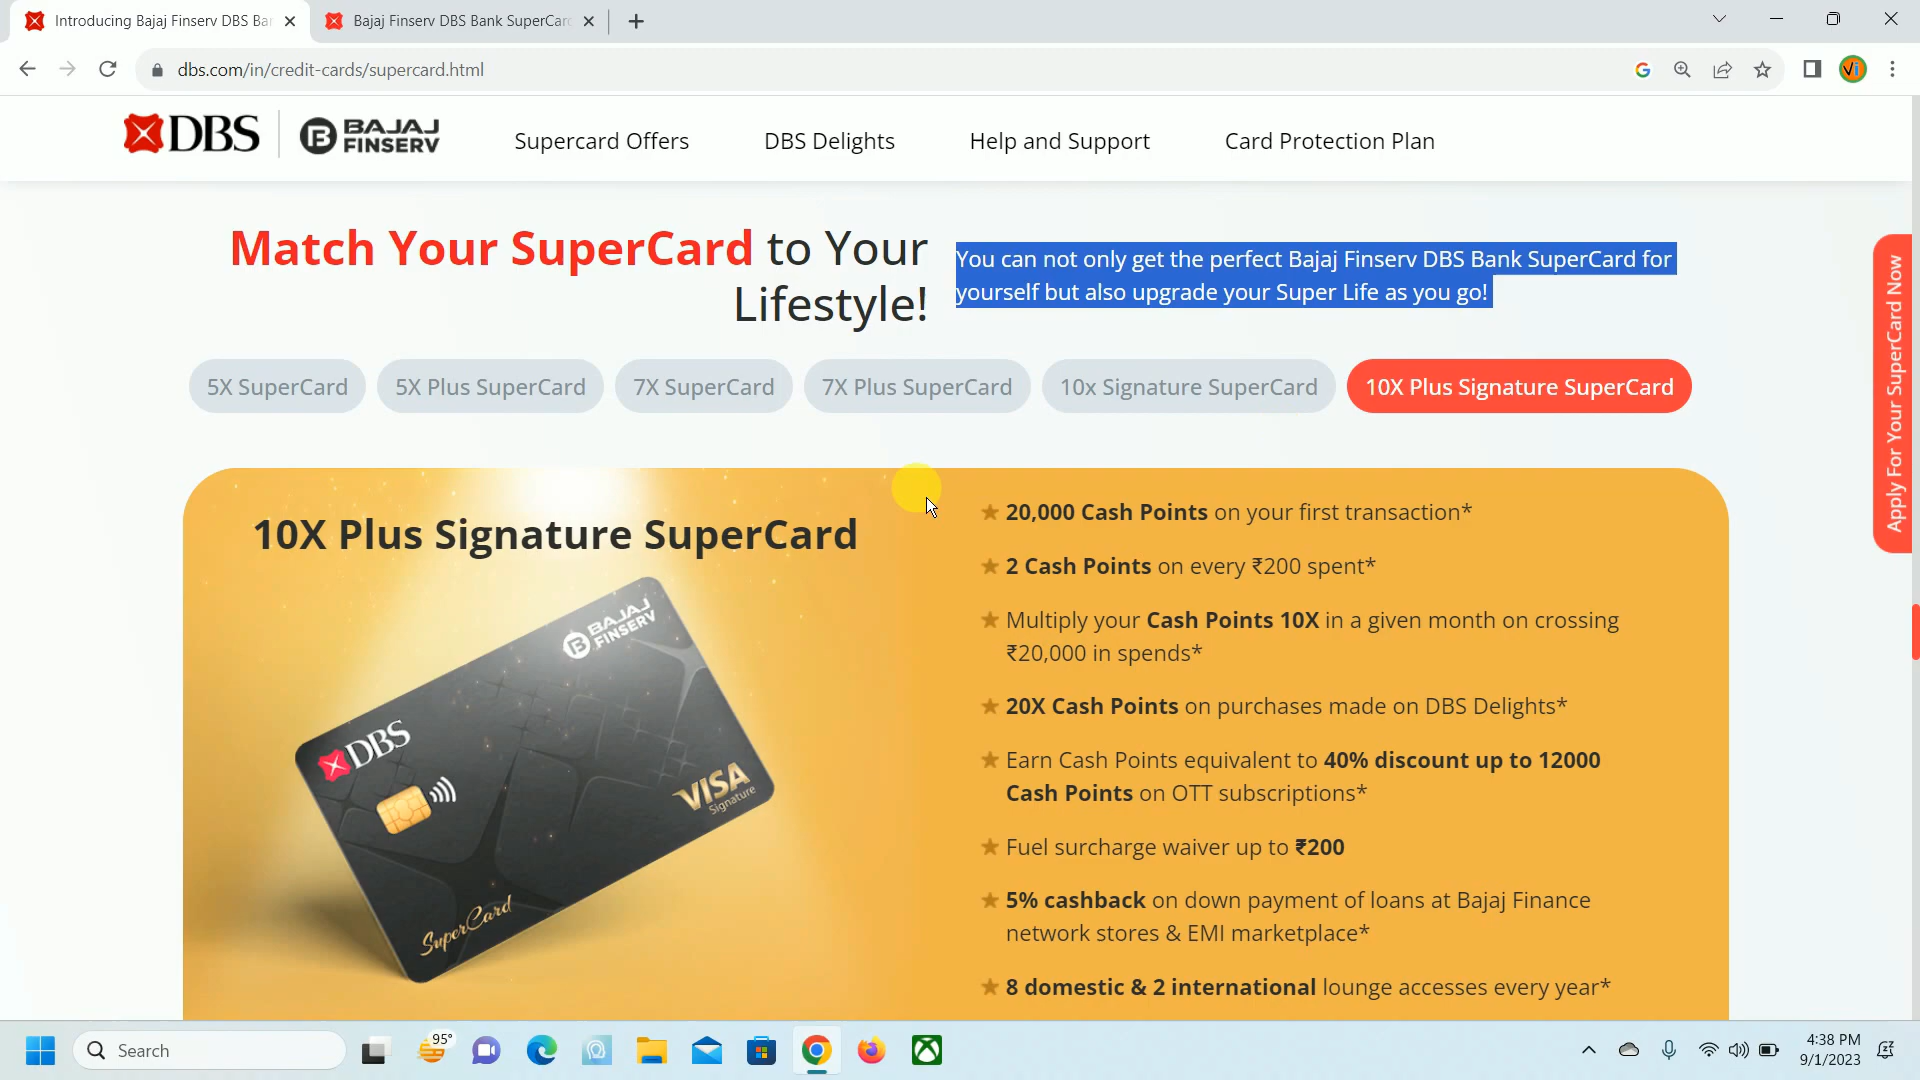 Introducing Bajaj Finserv DBS Ba
Bajaj Finserv DBS Bank SuperCar
dbs.com/in/credit-cards/supercard.html
DBS
BAJAJ
FINSERV
Supercard Offers
DBS Delights
Help and Support
Card Protection Plan
Match Your SuperCard to Your
Lifestyle!
You can not only get the perfect Bajaj Finserv DBS Bank SuperCard for
yourself but also upgrade your Super Life as you go!
5X SuperCard
5X Plus SuperCard
7X SuperCard
7X Plus SuperCard
10x Signature SuperCard
10X Plus Signature SuperCard
Apply For Your SuperCard Now
10X Plus Signature SuperCard
BAJAJ
FINSERV
DBS
VISA
Signature
SuperCard
20,000 Cash Points on your first transaction*
2 Cash Points on every ₹200 spent*
Multiply your Cash Points 10X in a given month on crossing
₹20,000 in spends*
20X Cash Points on purchases made on DBS Delights*
Earn Cash Points equivalent to 40% discount up to 12000
Cash Points on OTT subscriptions*
Fuel surcharge waiver up to ₹200
5% cashback on down payment of loans at Bajaj Finance
network stores & EMI marketplace*
8 domestic & 2 international lounge accesses every year*
Search
95°
4:38 PM
9/1/2023